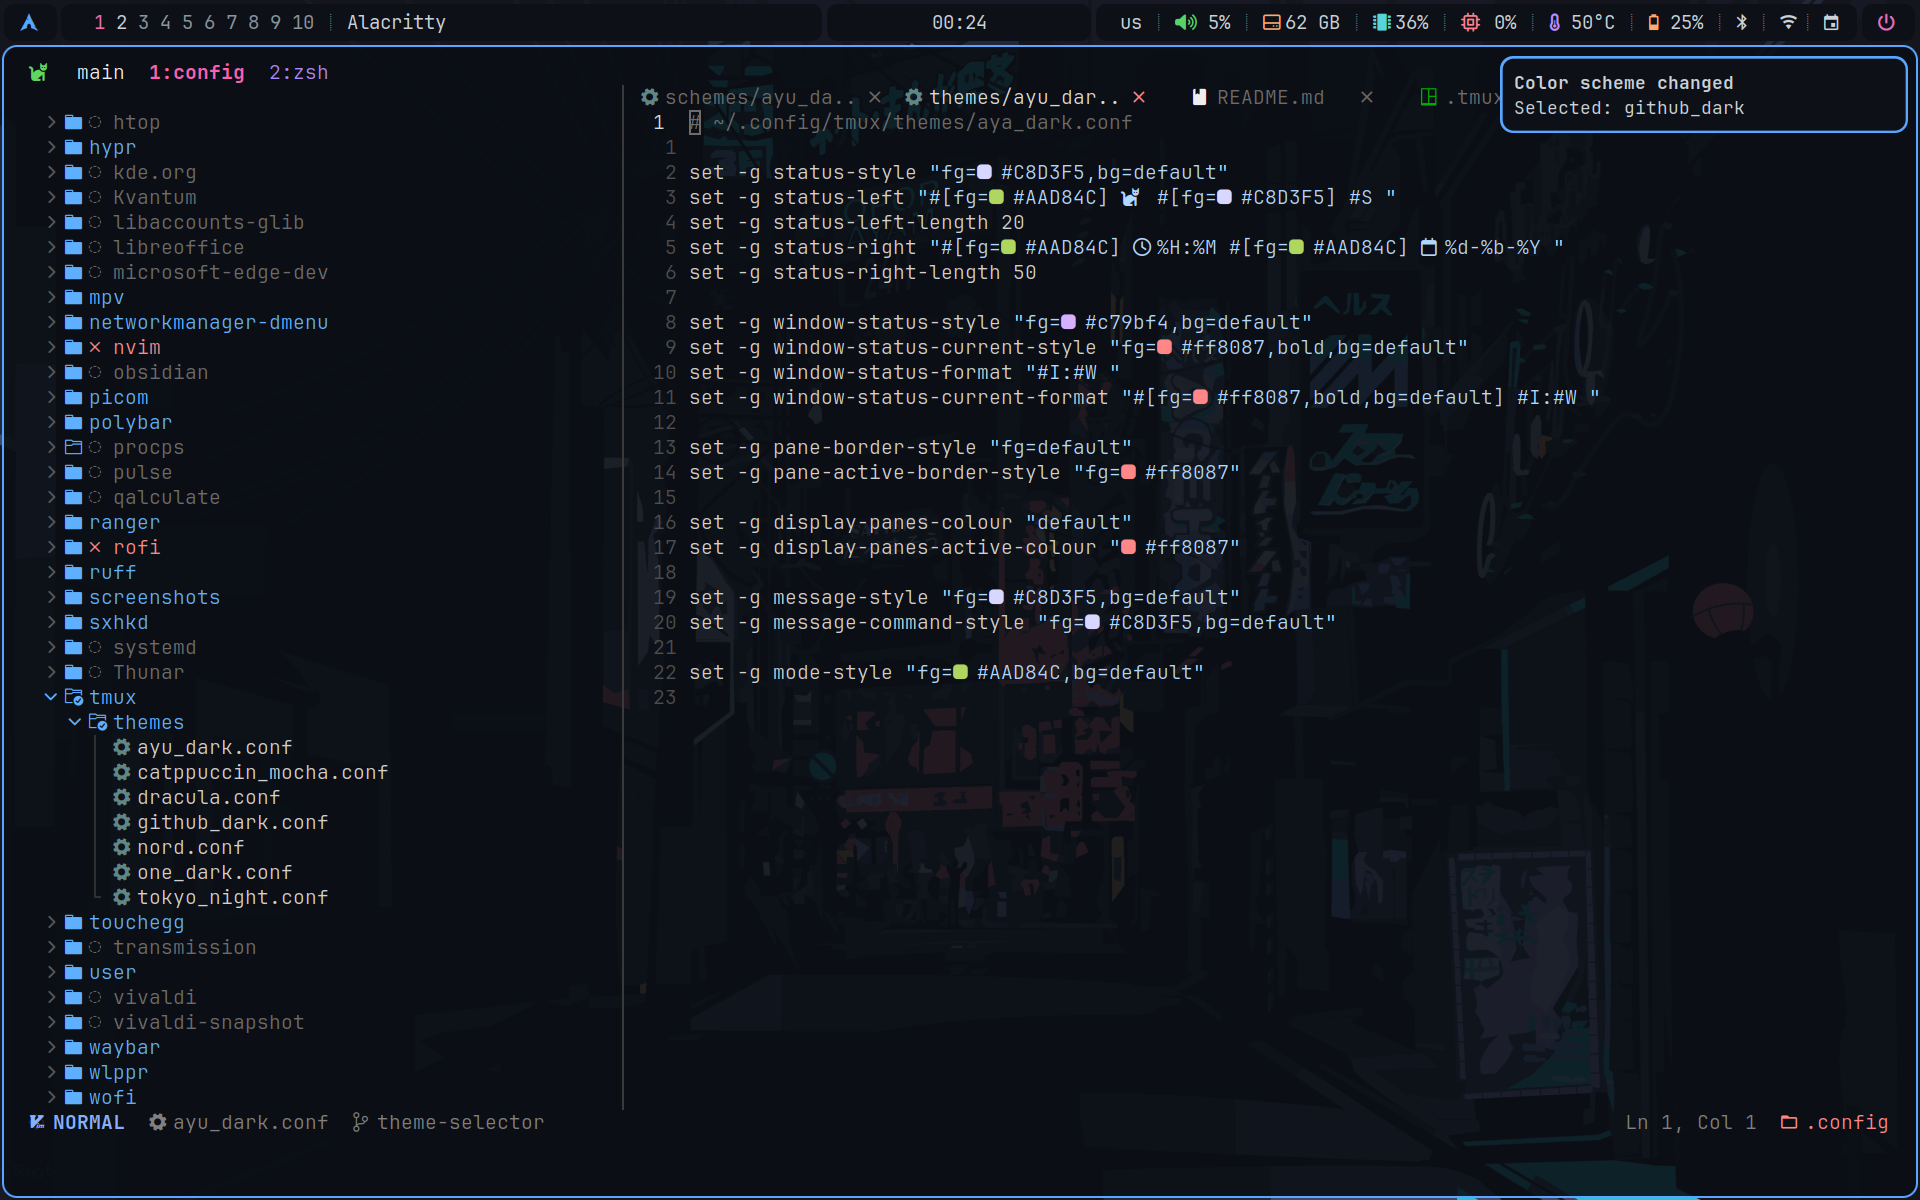 1 2 3 4 5 6 7 8 9 10 Alacritty
00:24
us 5% 62 GB 36% 0% 50°C 25%
main 1:config 2:zsh
Color scheme changed
Selected: github_dark
schemes/ayu_da.. × themes/ayu_dar.. × README.md × .tmux
htop
hypr
kde.org
Kvantum
libaccounts-glib
libreoffice
microsoft-edge-dev
mpv
networkmanager-dmenu
× nvim
obsidian
picom
polybar
procps
pulse
qalculate
ranger
× rofi
ruff
screenshots
sxhkd
systemd
Thunar
tmux
themes
ayu_dark.conf
catppuccin_mocha.conf
dracula.conf
github_dark.conf
nord.conf
one_dark.conf
tokyo_night.conf
touchegg
transmission
user
vivaldi
vivaldi-snapshot
waybar
wlppr
wofi
1 # ~/.config/tmux/themes/aya_dark.conf
1
2 set -g status-style "fg=#C8D3F5,bg=default"
3 set -g status-left "#[fg=#AAD84C] #[fg=#C8D3F5] #S "
4 set -g status-left-length 20
5 set -g status-right "#[fg=#AAD84C] %H:%M #[fg=#AAD84C] %d-%b-%Y "
6 set -g status-right-length 50
7
8 set -g window-status-style "fg=#c79bf4,bg=default"
9 set -g window-status-current-style "fg=#ff8087,bold,bg=default"
10 set -g window-status-format "#I:#W "
11 set -g window-status-current-format "#[fg=#ff8087,bold,bg=default] #I:#W "
12
13 set -g pane-border-style "fg=default"
14 set -g pane-active-border-style "fg=#ff8087"
15
16 set -g display-panes-colour "default"
17 set -g display-panes-active-colour "#ff8087"
18
19 set -g message-style "fg=#C8D3F5,bg=default"
20 set -g message-command-style "fg=#C8D3F5,bg=default"
21
22 set -g mode-style "fg=#AAD84C,bg=default"
23
ヘルス
NORMAL ayu_dark.conf theme-selector
Ln 1, Col 1 .config